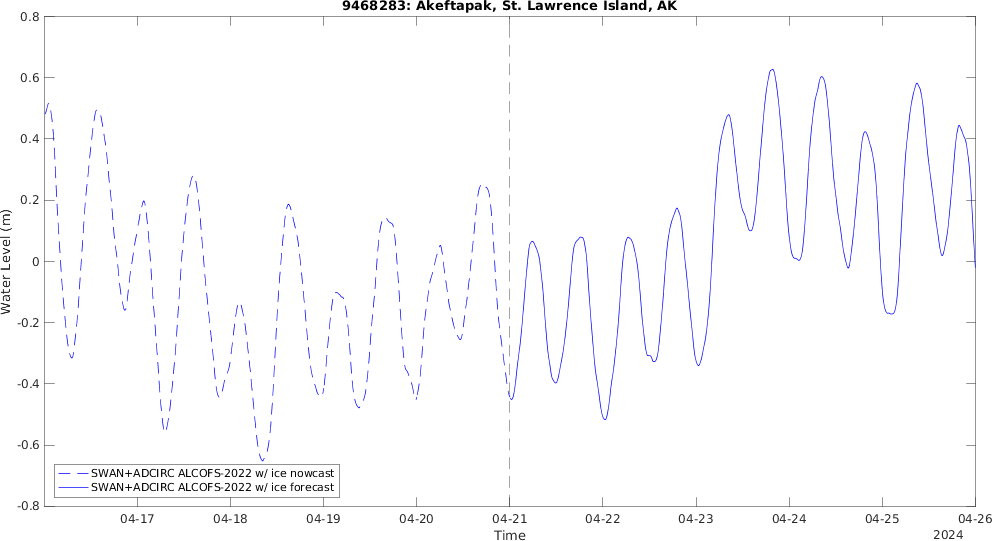 9468283: Akeftapak, St. Lawrence Island, AK
0.8
0.6
0.4
0.2
0
-0.2
-0.4
-0.6
-0.8
Water Level (m)
SWAN+ADCIRC ALCOFS-2022 w/ ice nowcast
SWAN+ADCIRC ALCOFS-2022 w/ ice forecast
04-17 04-18 04-19 04-20 04-21 04-22 04-23 04-24 04-25 04-26
Time
2024